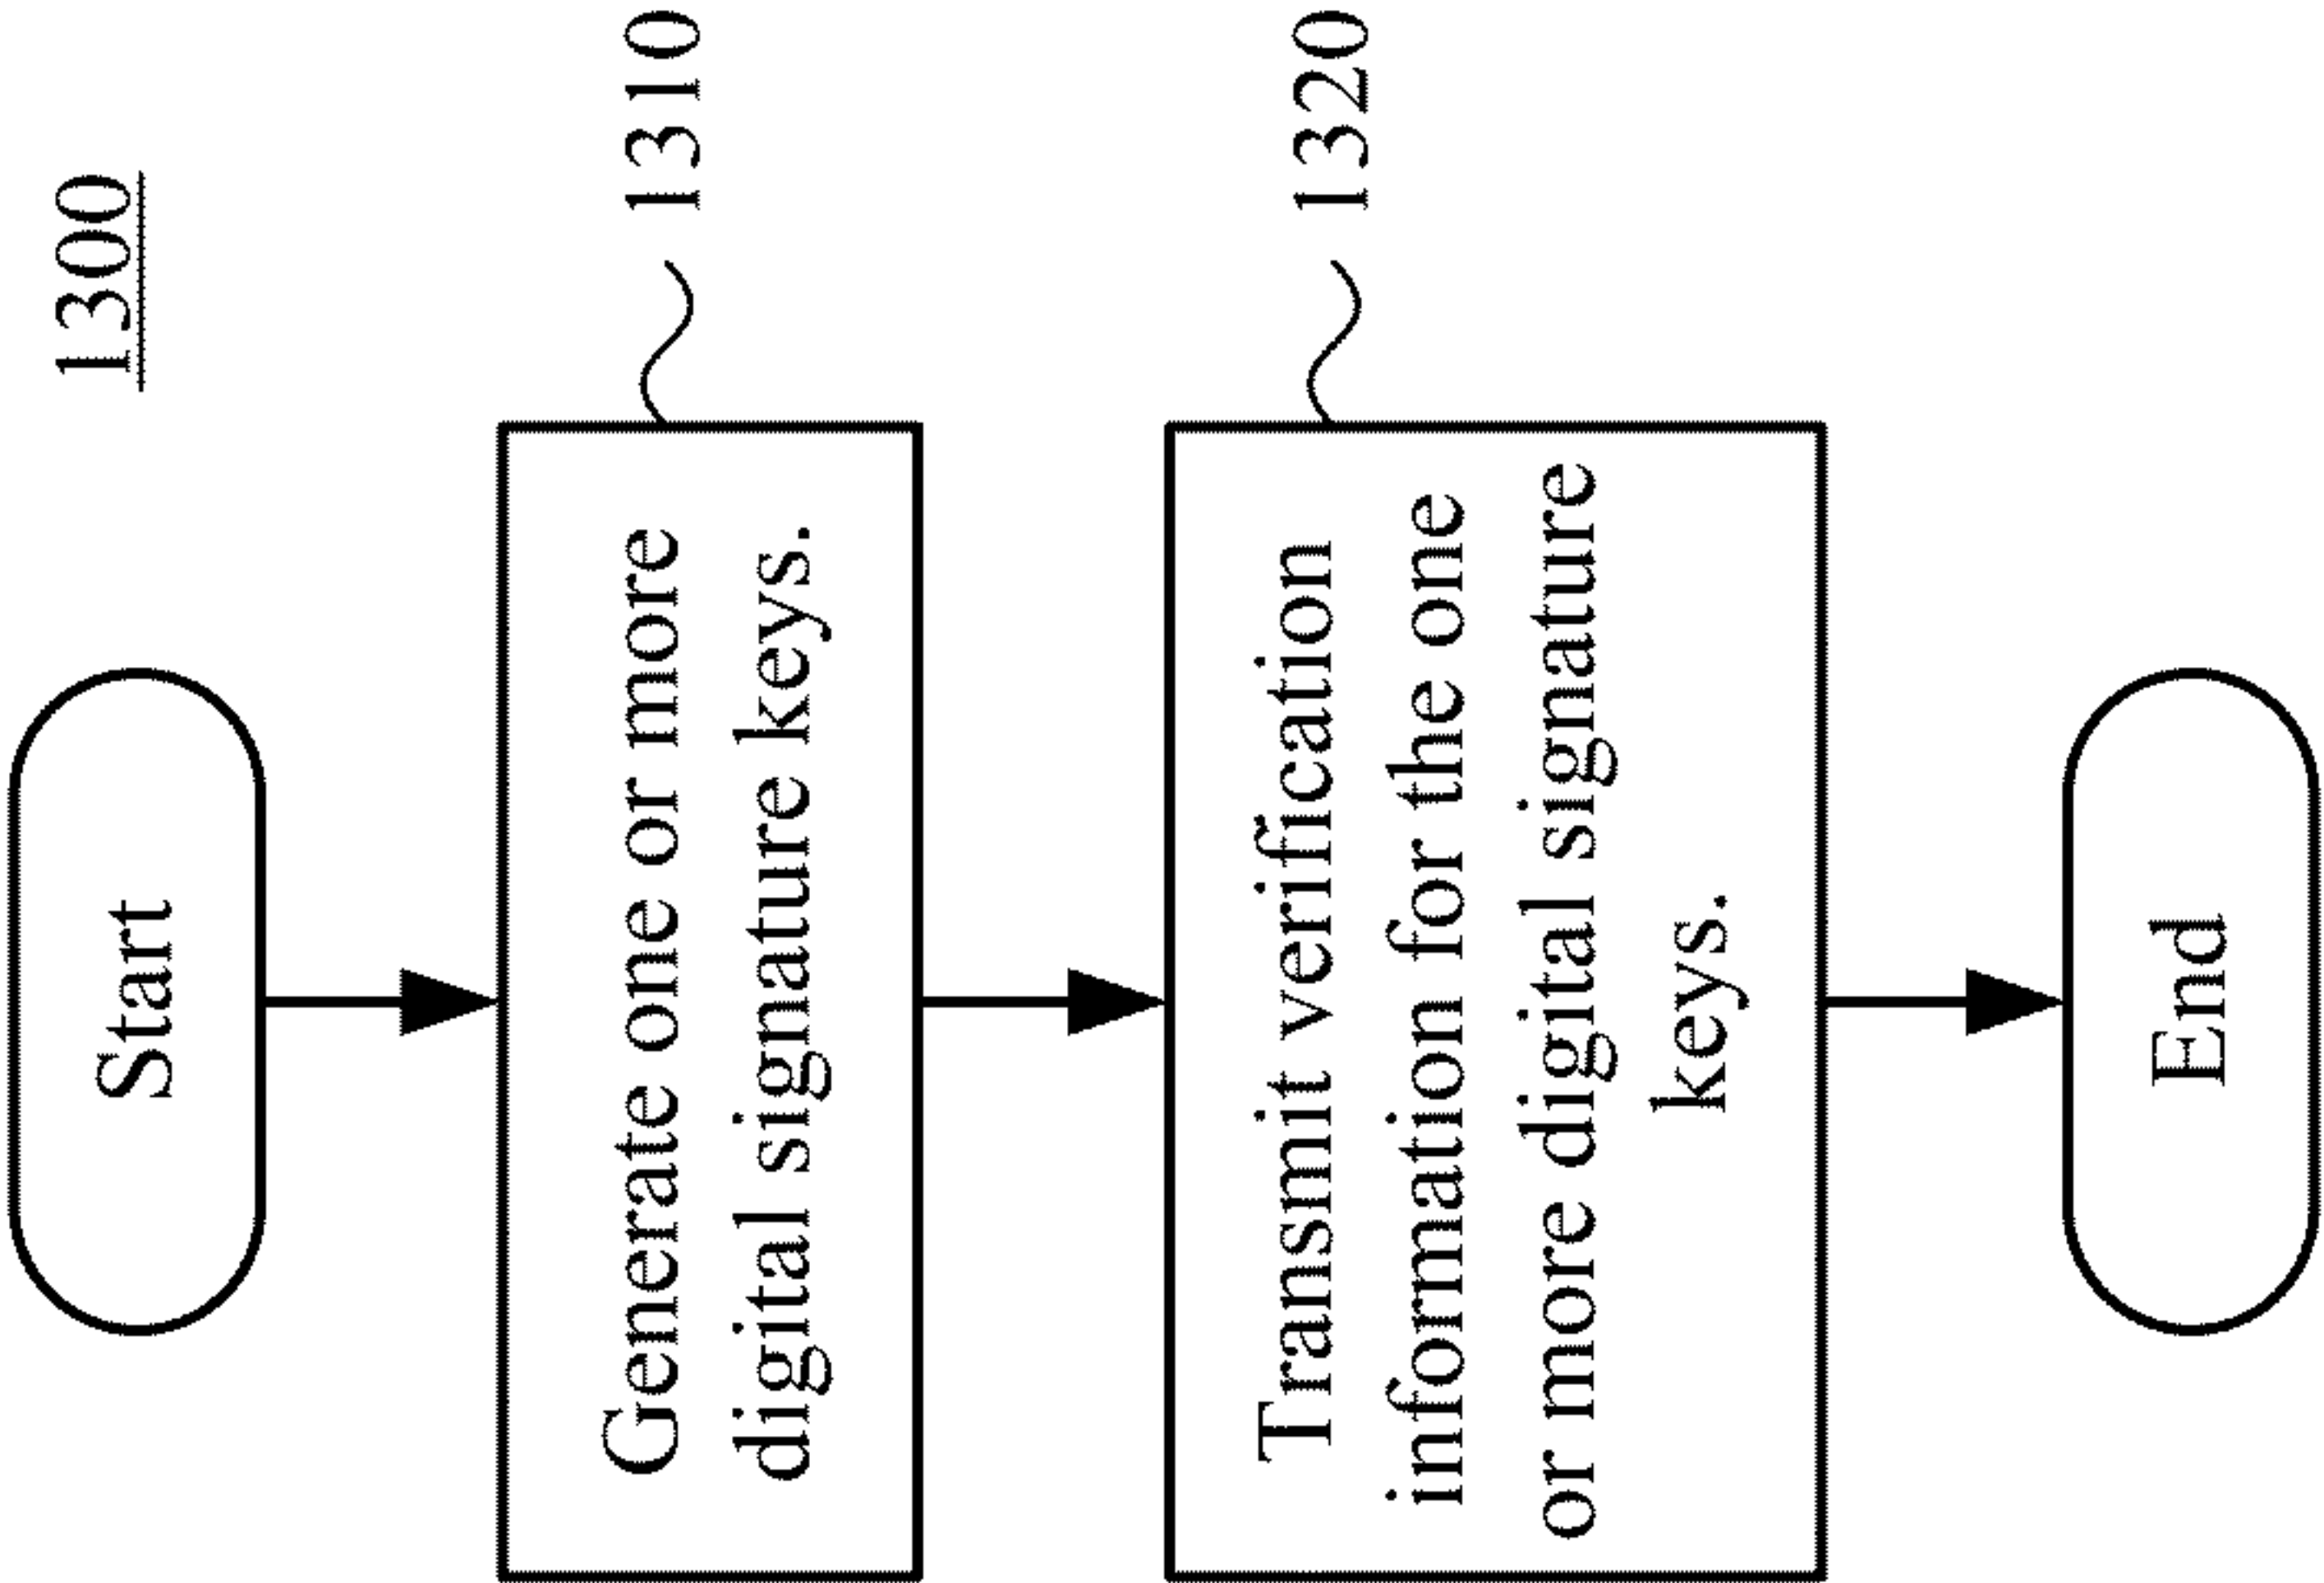 1300
Start
Generate one or more
digital signature keys.
1310
Transmit verification
information for the one
or more digital signature
keys.
1320
End